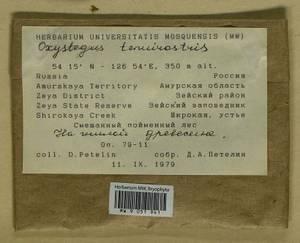 HERBARIUM UNIVERSITATIS MOSQUENSIS (MW)
Oxystegus tenuirostris
54 15' N - 126 54' E, 350 m alt.
Russia Россия
Amurskaya Territory Амурская область
Zeya District Зейский район
Zeya State Reserve Зейский заповедник
Shirokaya Creek Широкая, устье
Смешанный пойменный лес
На гнилой древесине.
Op. 79-11
coll. D.Petelin собр. Д.А.Петелин
11. IX. 1979
Herbarium MW, Bryophyta